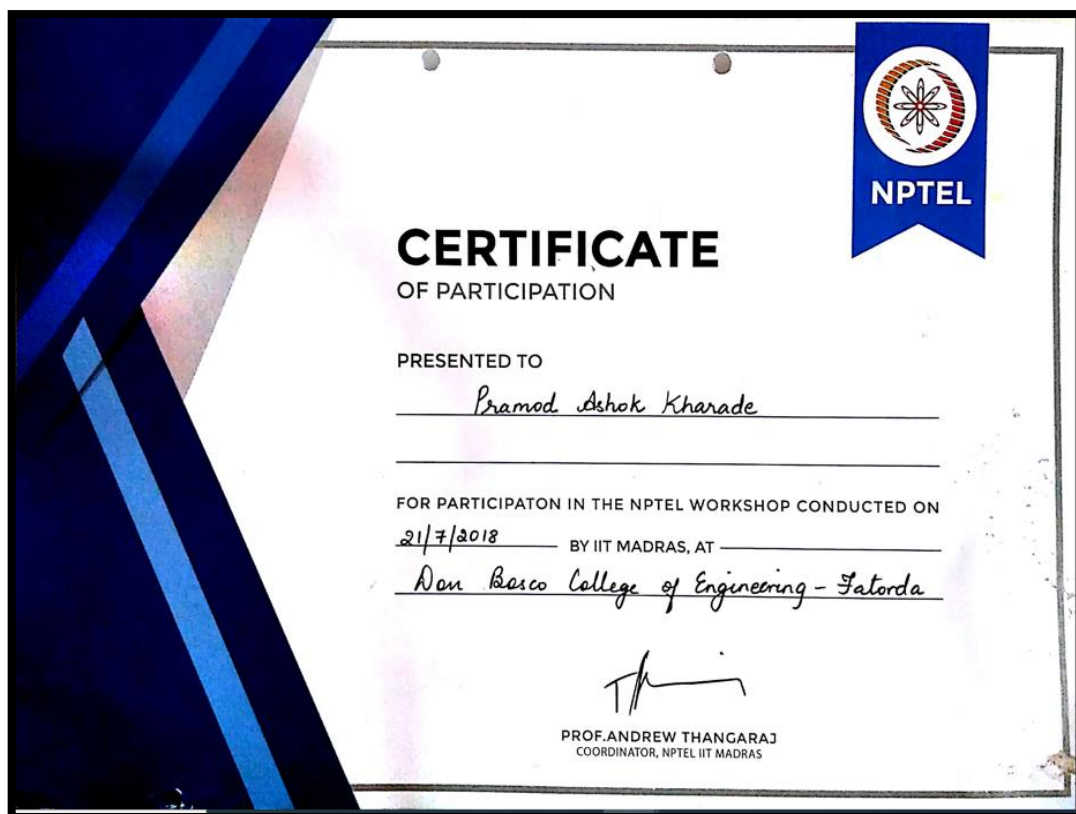 NPTEL
CERTIFICATE
OF PARTICIPATION
PRESENTED TO
Pramod Ashok Kharade
FOR PARTICIPATON IN THE NPTEL WORKSHOP CONDUCTED ON
21/7/2018 BY IIT MADRAS, AT
Don Bosco College of Engineering - Fatorda
PROF.ANDREW THANGARAJ
COORDINATOR, NPTEL IIT MADRAS